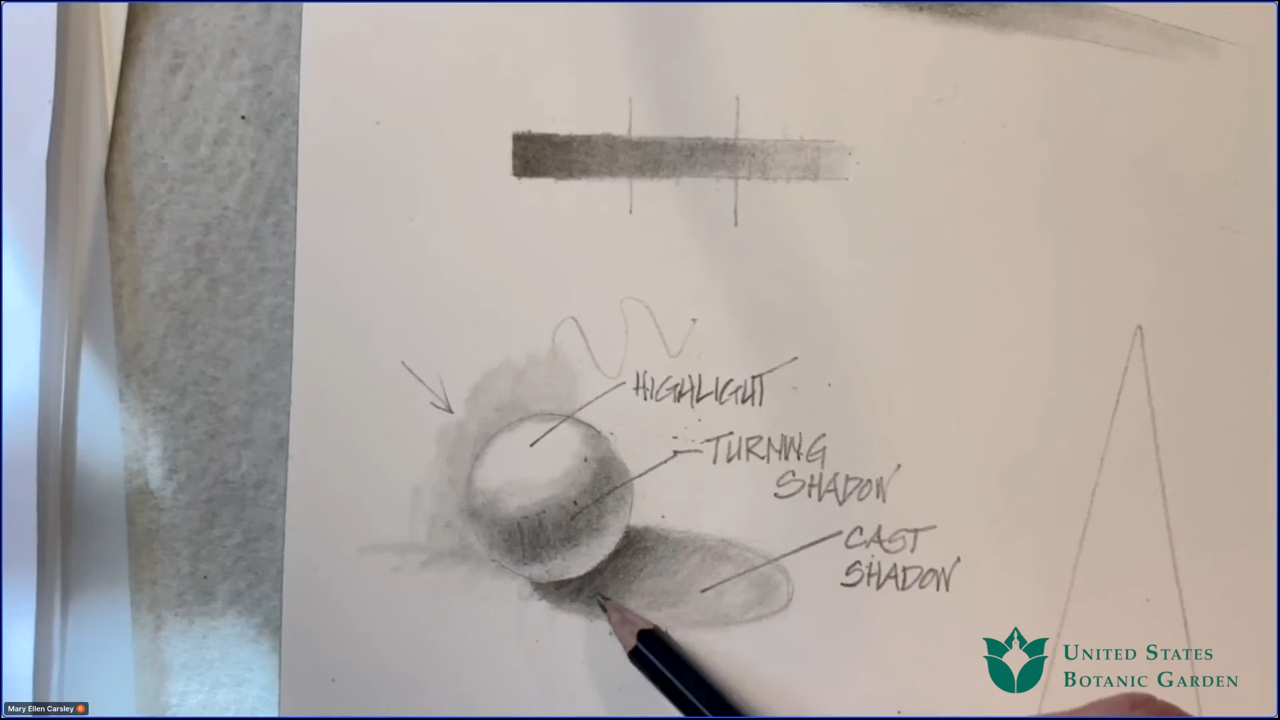 HIGHLIGHT
TURNING
SHADOW
CAST
SHADOW
UNITED STATES
BOTANIC GARDEN
Mary Ellen Carsley